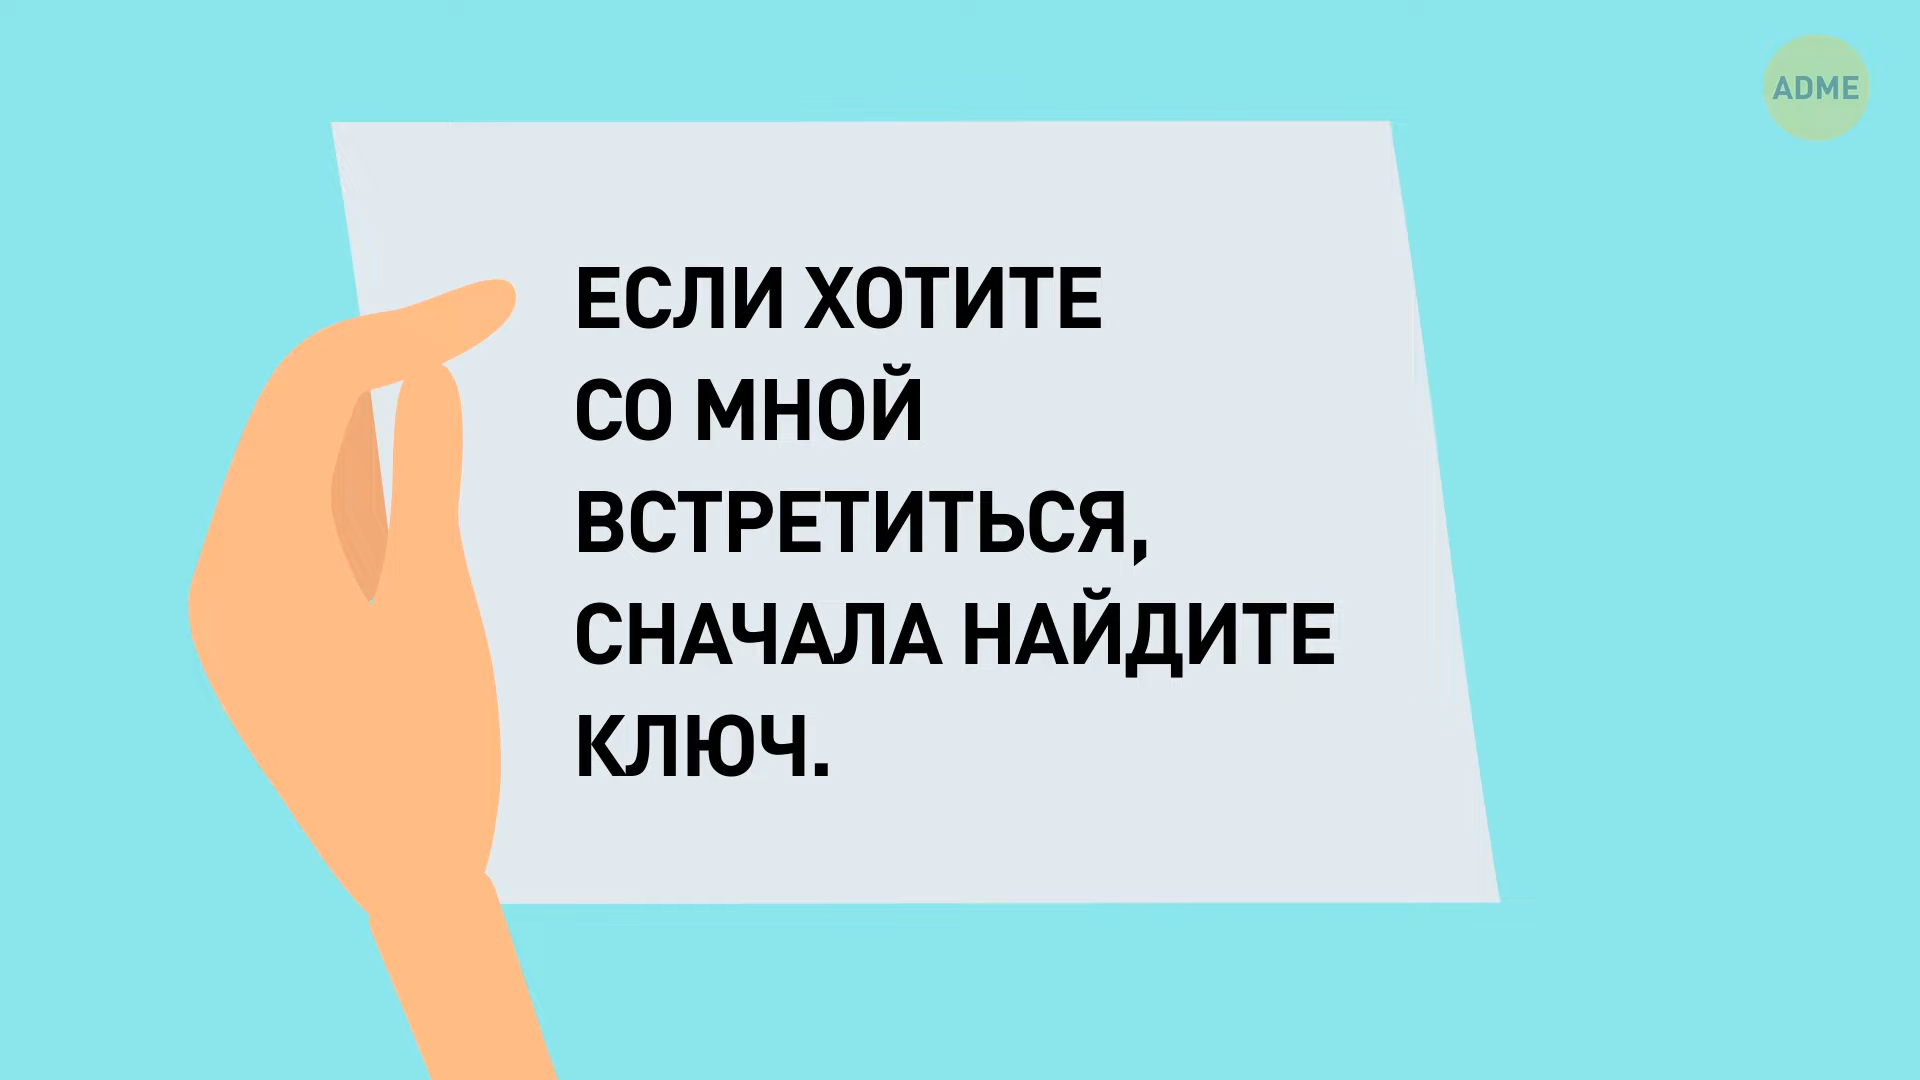 ADME
ЕСЛИ ХОТИТЕ
СО МНОЙ
ВСТРЕТИТЬСЯ,
СНАЧАЛА НАЙДИТЕ
КЛЮЧ.